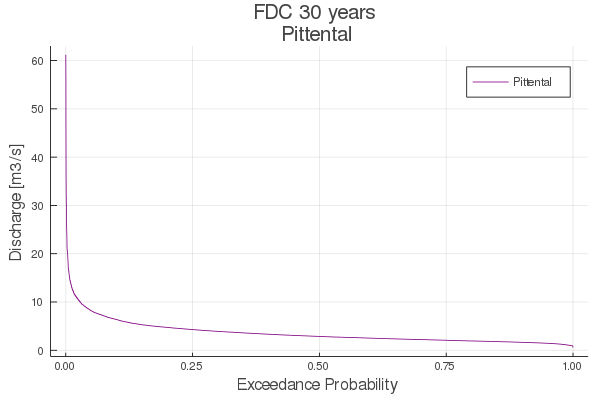 FDC 30 years
Pittental
60
50
40
30
20
10
0
Discharge [m3/s]
Pittental
0.00
0.25
0.50
0.75
1.00
Exceedance Probability